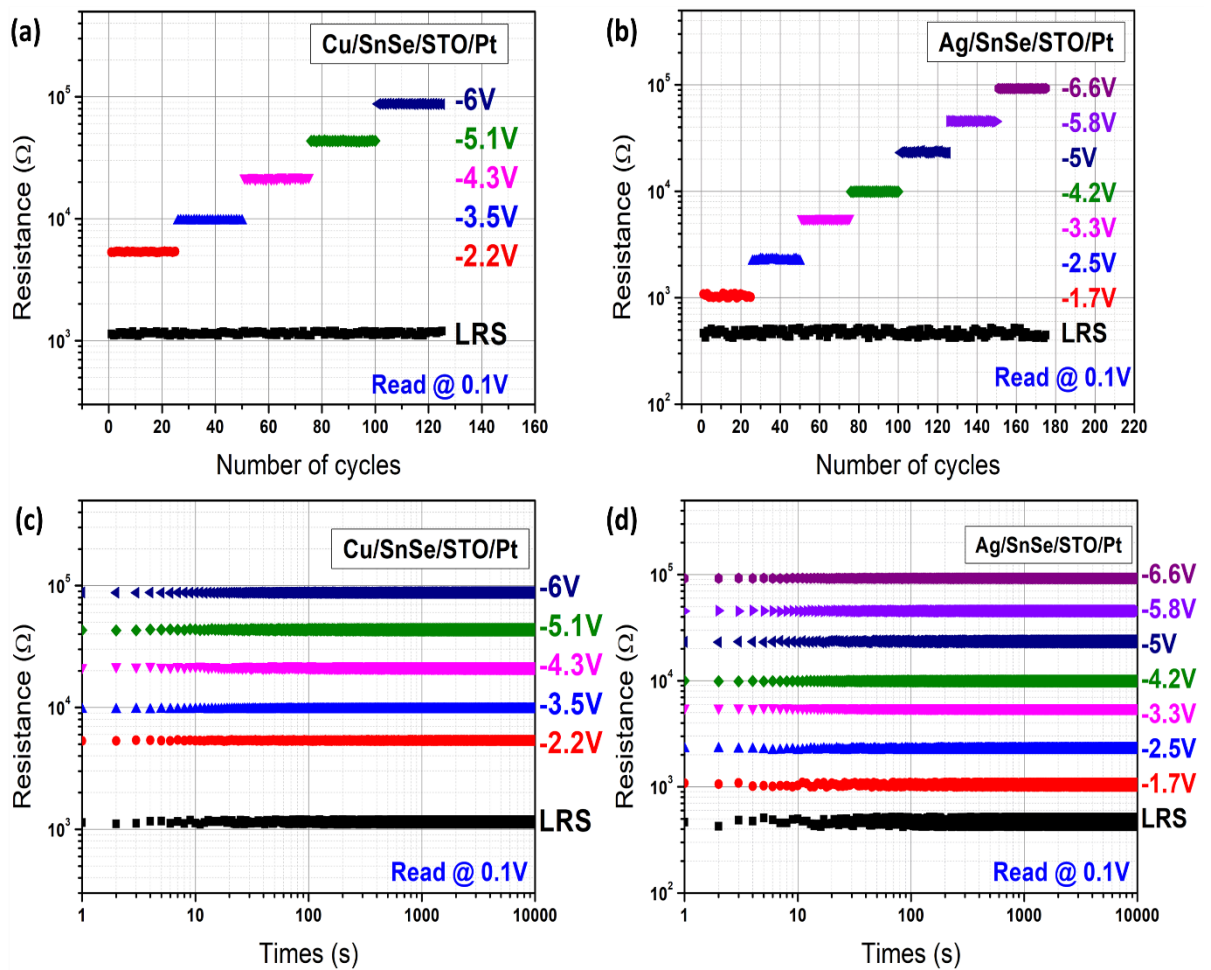 (a)
Cu/SnSe/STO/Pt
10^5
10^4
10^3
-6V
-5.1V
-4.3V
-3.5V
-2.2V
LRS
Read @ 0.1V
Resistance (Ω)
0 20 40 60 80 100 120 140 160
Number of cycles
(b)
Ag/SnSe/STO/Pt
10^5
10^4
10^3
10^2
-6.6V
-5.8V
-5V
-4.2V
-3.3V
-2.5V
-1.7V
LRS
Read @ 0.1V
Resistance (Ω)
0 20 40 60 80 100 120 140 160 180 200 220
Number of cycles
(c)
Cu/SnSe/STO/Pt
10^5
10^4
10^3
-6V
-5.1V
-4.3V
-3.5V
-2.2V
LRS
Read @ 0.1V
Resistance (Ω)
1 10 100 1000 10000
Times (s)
(d)
Ag/SnSe/STO/Pt
10^5
10^4
10^3
10^2
-6.6V
-5.8V
-5V
-4.2V
-3.3V
-2.5V
-1.7V
LRS
Read @ 0.1V
Resistance (Ω)
1 10 100 1000 10000
Times (s)